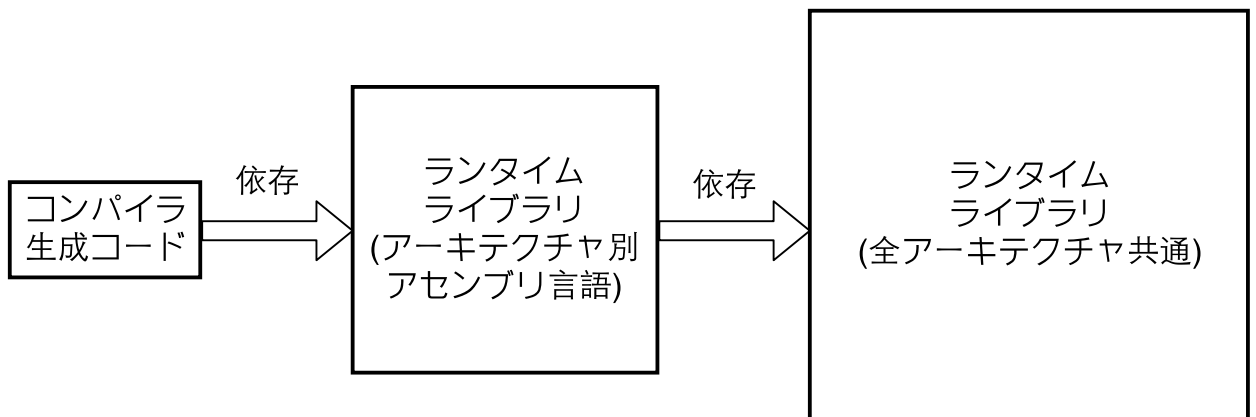 コンパイラ
生成コード
依存
ランタイム
ライブラリ
(アーキテクチャ別
アセンブリ言語)
依存
ランタイム
ライブラリ
(全アーキテクチャ共通)